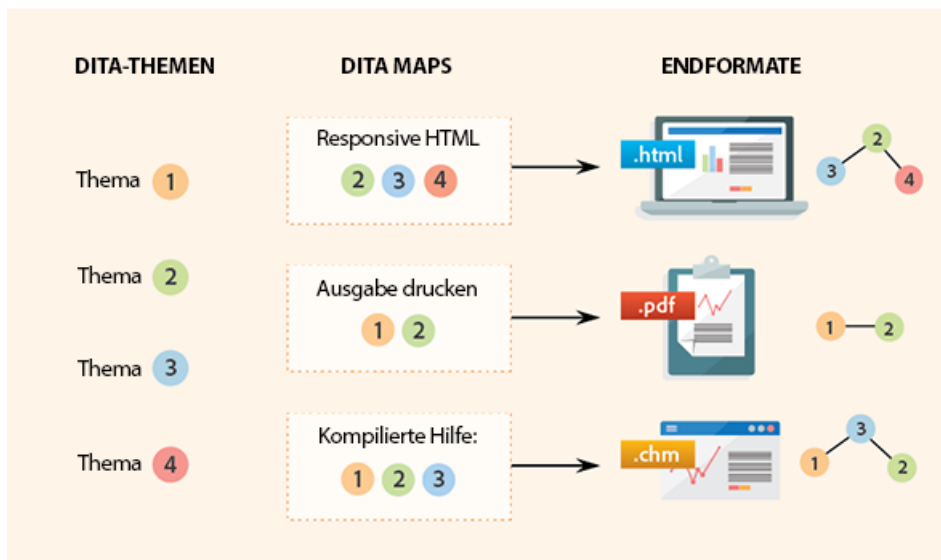 DITA-THEMEN
DITA MAPS
ENDFORMATE
Thema 1
Thema 2
Thema 3
Thema 4
Responsive HTML
2 3 4
.html
2
3
4
Ausgabe drucken
1 2
.pdf
1 2
Kompilierte Hilfe:
1 2 3
.chm
3
1
2